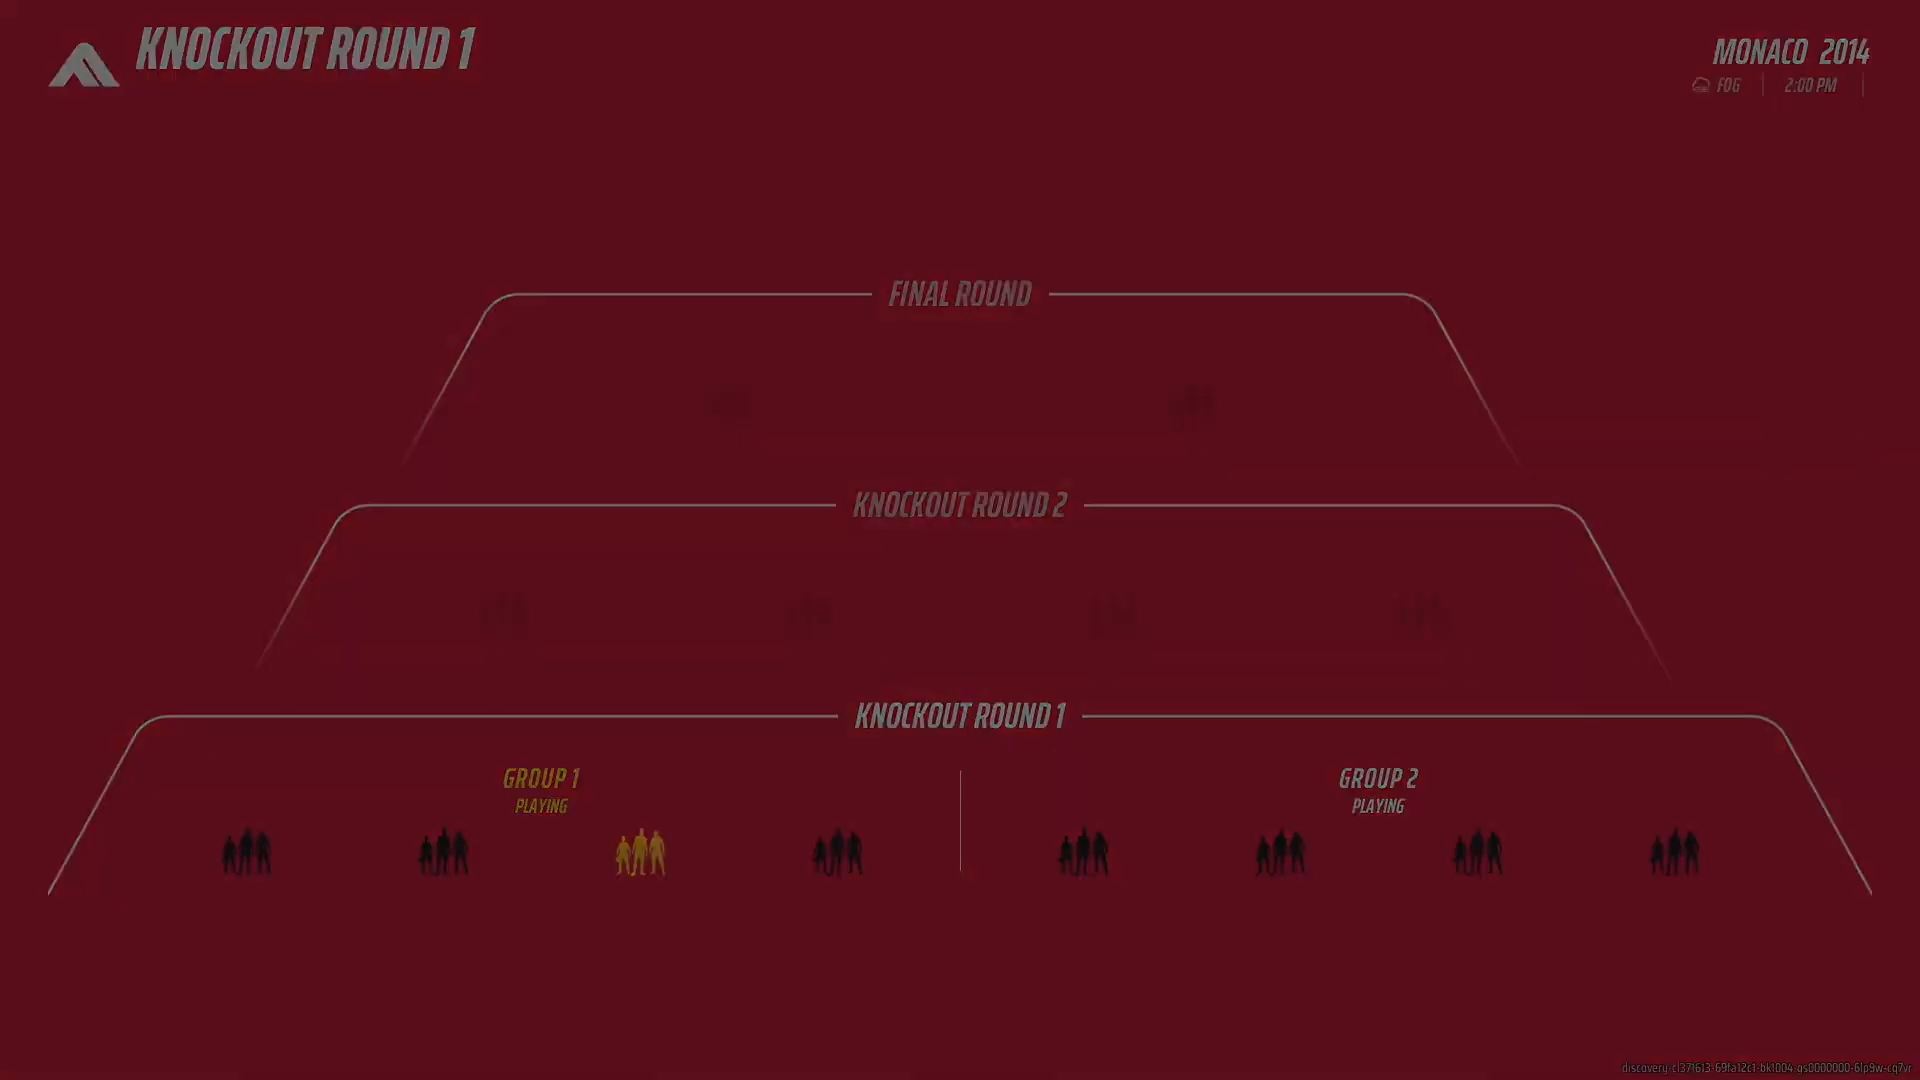 KNOCKOUT ROUND 1
MONACO 2014
FOG
2:00 PM
FINAL ROUND
KNOCKOUT ROUND 2
KNOCKOUT ROUND 1
GROUP 1
PLAYING
GROUP 2
PLAYING